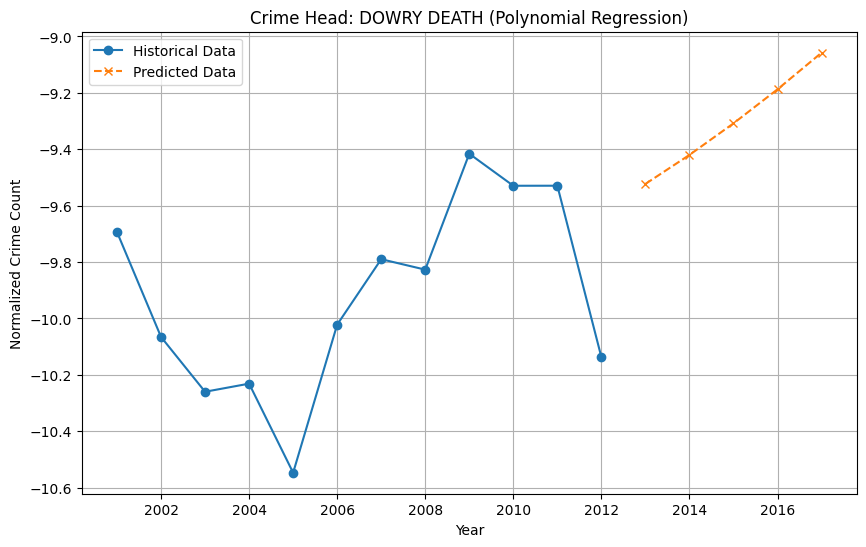 Crime Head: DOWRY DEATH (Polynomial Regression)
Historical Data
Predicted Data
Normalized Crime Count
−9.0
−9.2
−9.4
−9.6
−9.8
−10.0
−10.2
−10.4
−10.6
2002 2004 2006 2008 2010 2012 2014 2016
Year